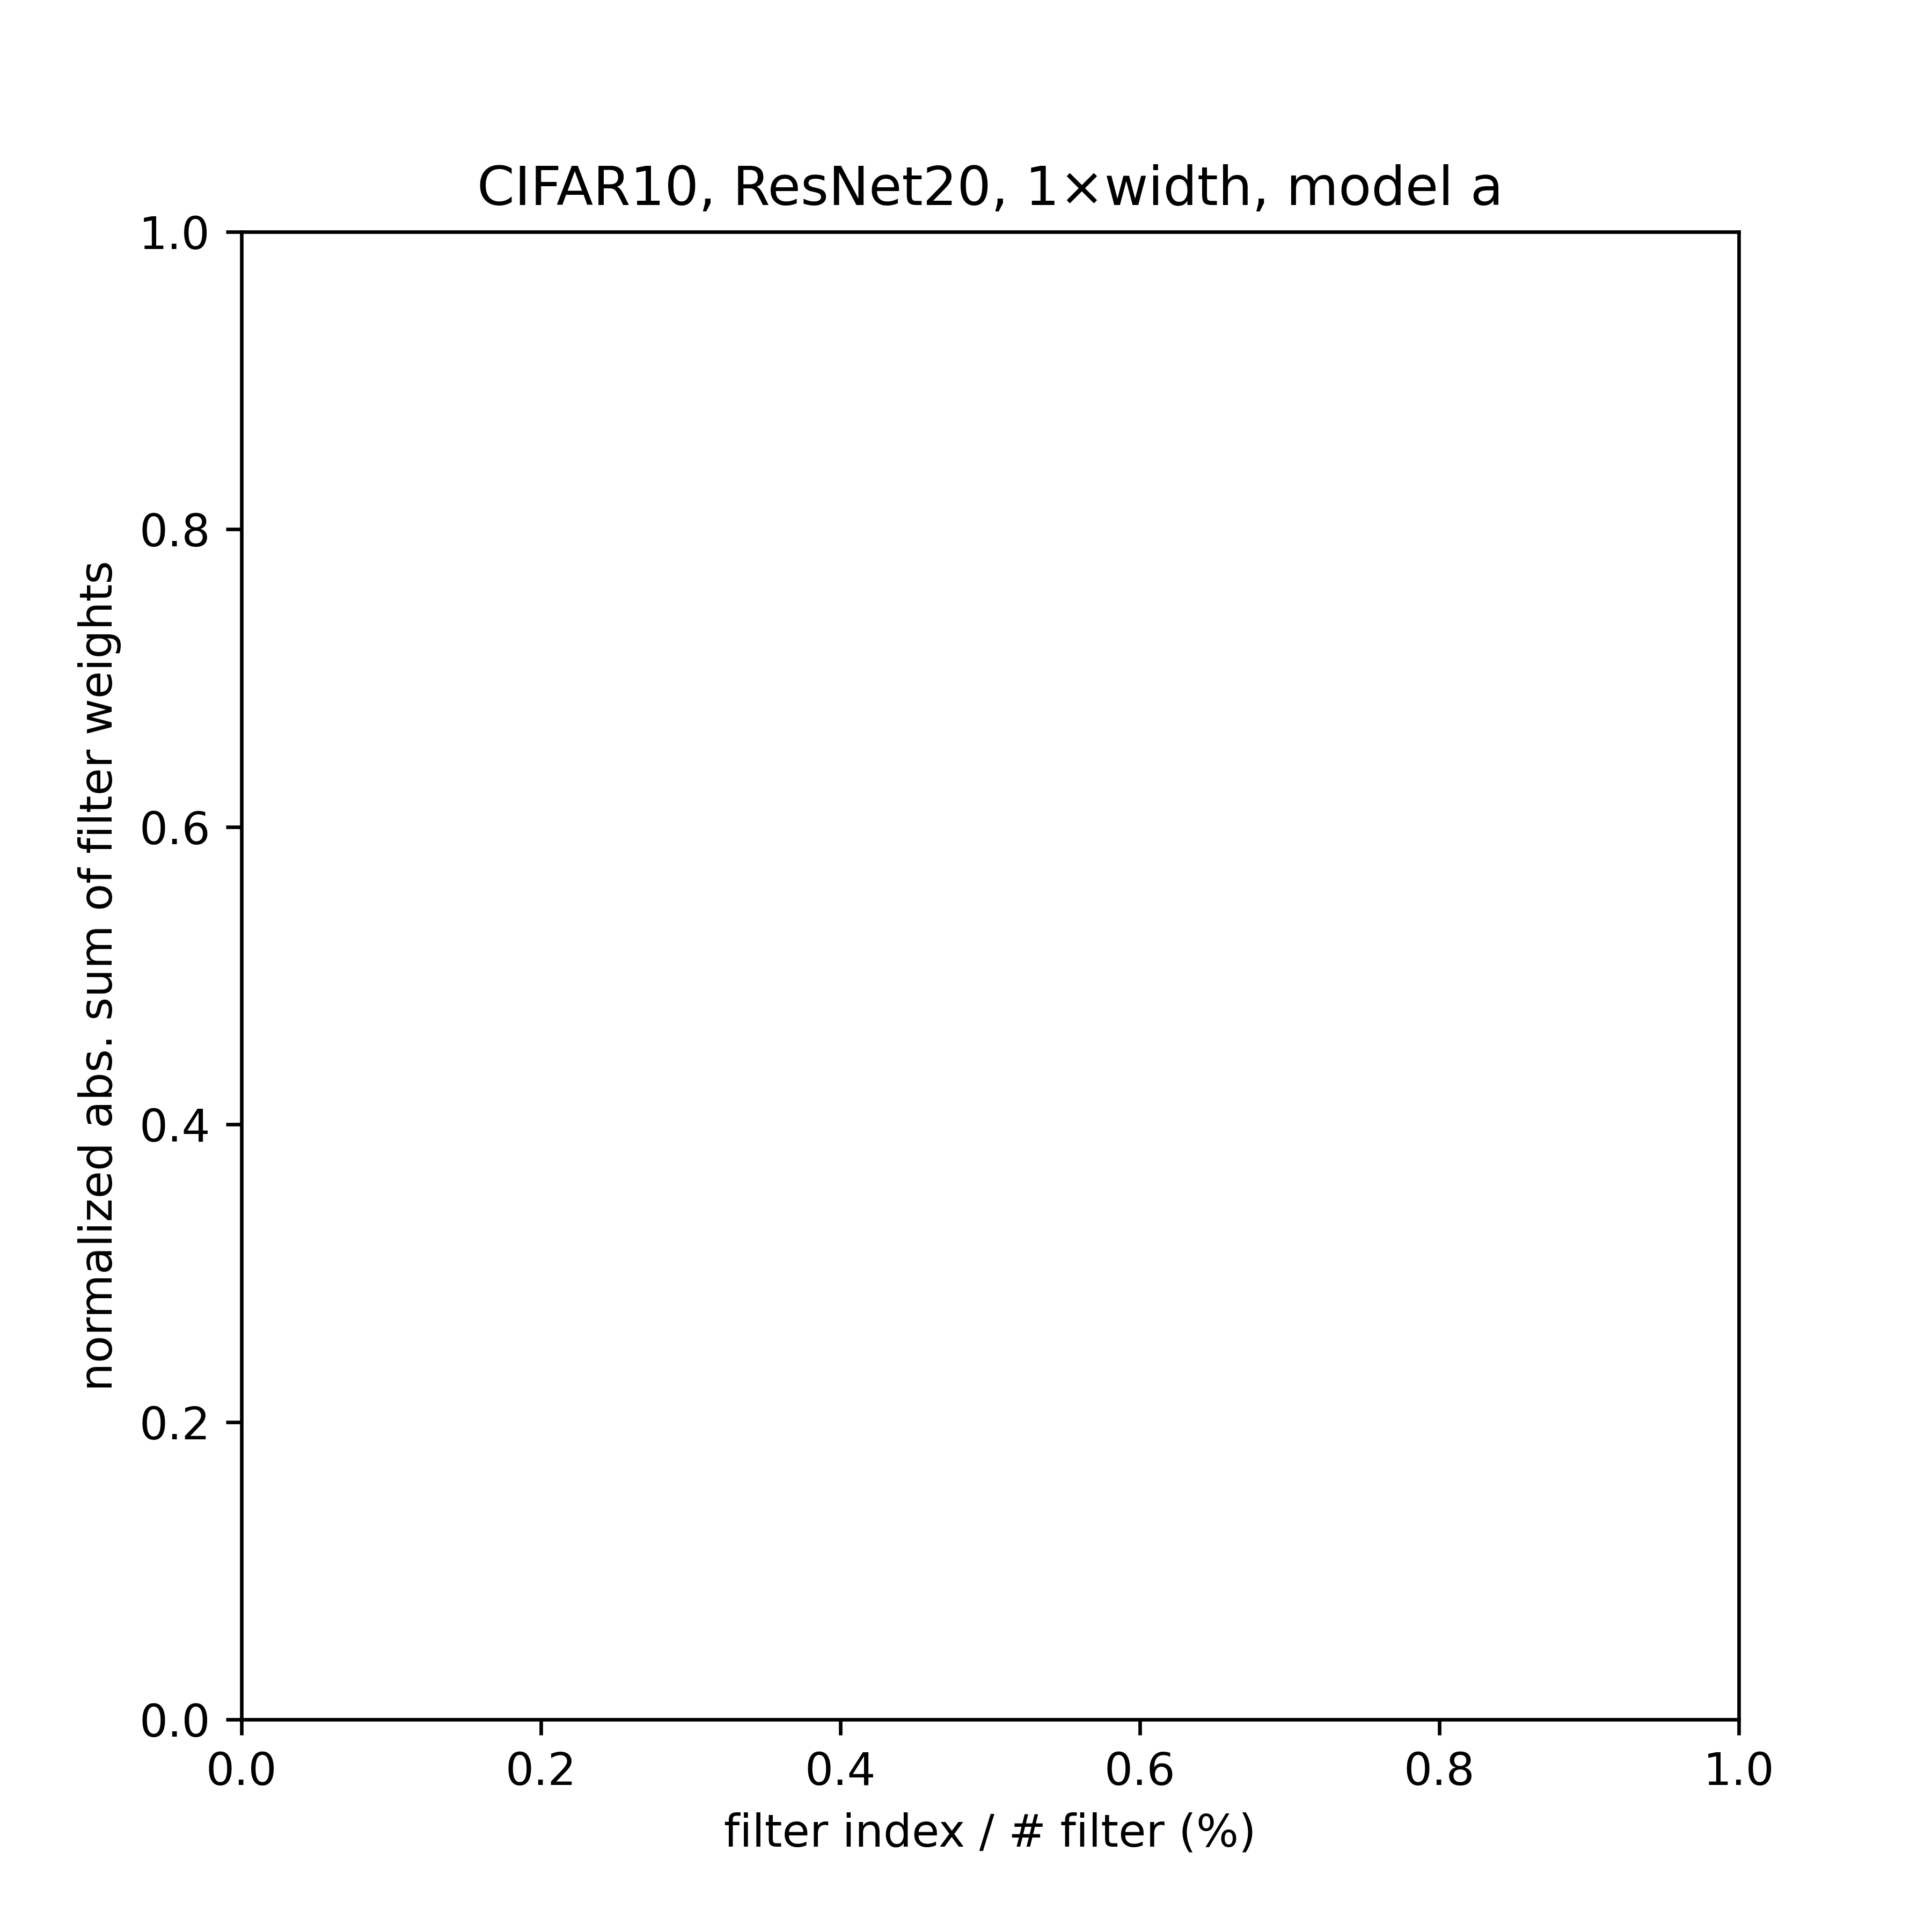 CIFAR10, ResNet20, 1×width, model a
1.0
0.8
0.6
0.4
0.2
0.0
normalized abs. sum of filter weights
0.0 0.2 0.4 0.6 0.8 1.0
filter index / # filter (%)